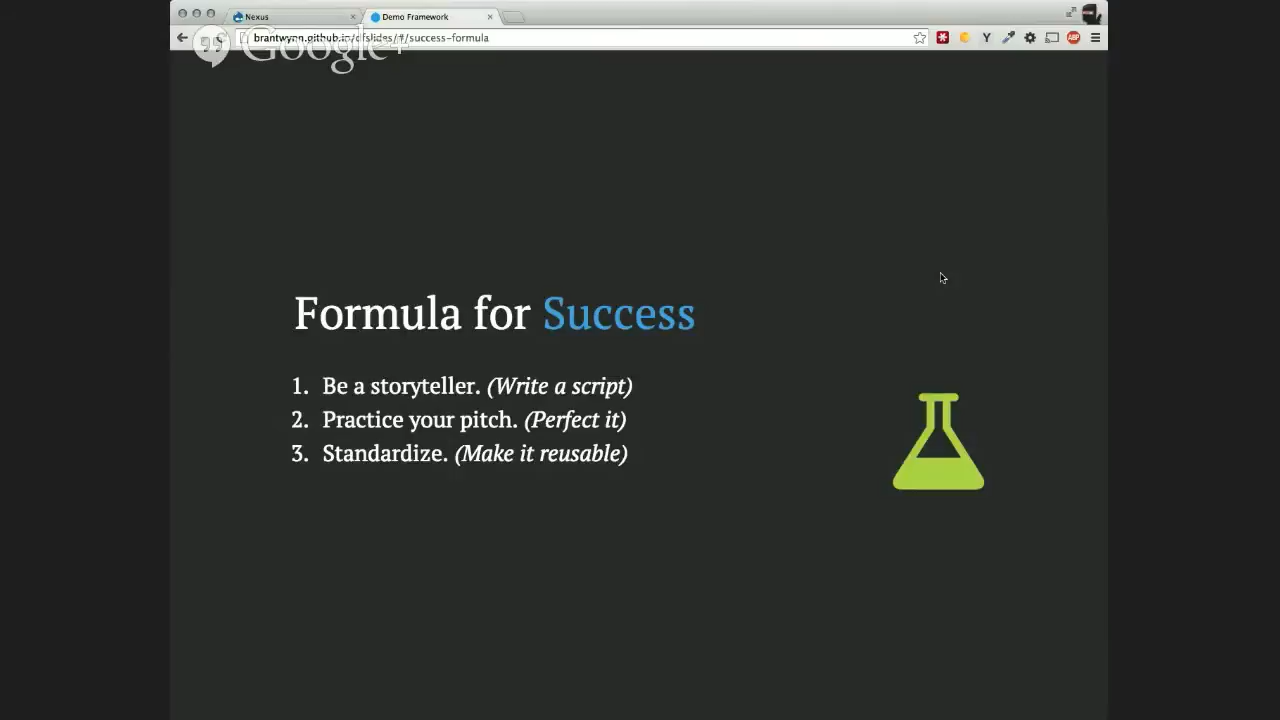 Nexus
Demo Framework
brantwynn.github.io/dfslides/#/success-formula
Google+
Y
ABP
Formula for Success
1. Be a storyteller. (Write a script)
2. Practice your pitch. (Perfect it)
3. Standardize. (Make it reusable)